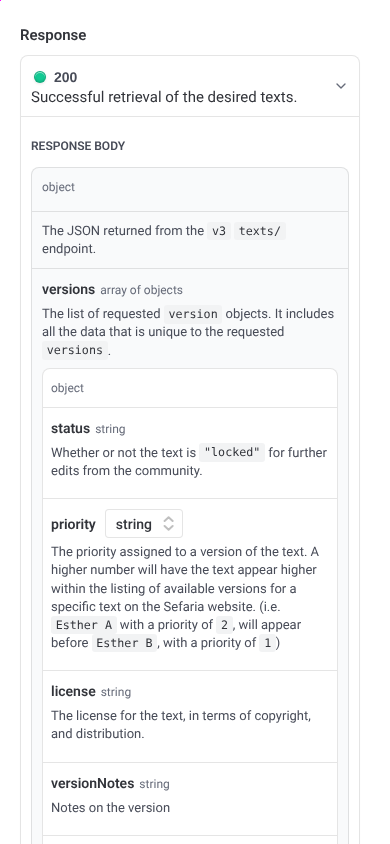 Response
200
Successful retrieval of the desired texts.
RESPONSE BODY
object
The JSON returned from the v3 texts/
endpoint.
versions array of objects
The list of requested version objects. It includes
all the data that is unique to the requested
versions .
object
status string
Whether or not the text is "locked" for further
edits from the community.
priority string
The priority assigned to a version of the text. A
higher number will have the text appear higher
within the listing of available versions for a
specific text on the Sefaria website. (i.e.
Esther A with a priority of 2 , will appear
before Esther B , with a priority of 1 )
license string
The license for the text, in terms of copyright,
and distribution.
versionNotes string
Notes on the version